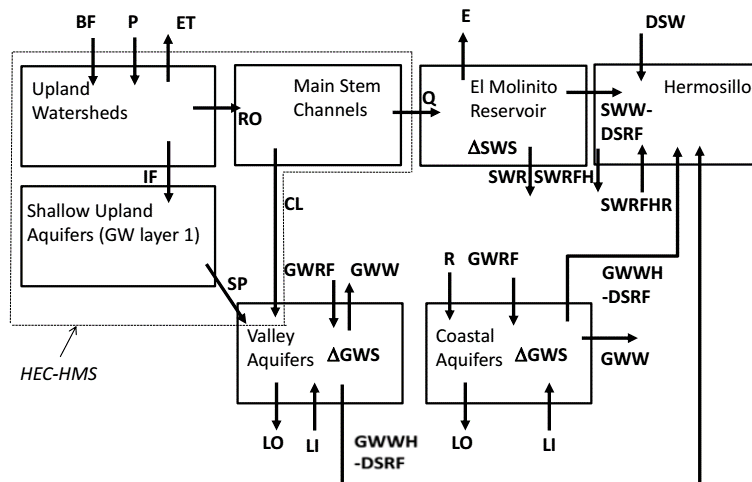 BF P ET E DSW
Upland
Watersheds
Main Stem
Channels
El Molinito
Reservoir
Hermosillo
RO
Q
SWW-
DSRF
ΔSWS
IF
SWR
SWRFH
SWRFHR
Shallow Upland
Aquifers (GW layer 1)
CL
SP
GWRF
GWW
R
GWRF
GWWH
-DSRF
Valley
Aquifers
ΔGWS
Coastal
Aquifers
ΔGWS
GWW
HEC-HMS
LO
LI
LO
LI
GWWH
-DSRF